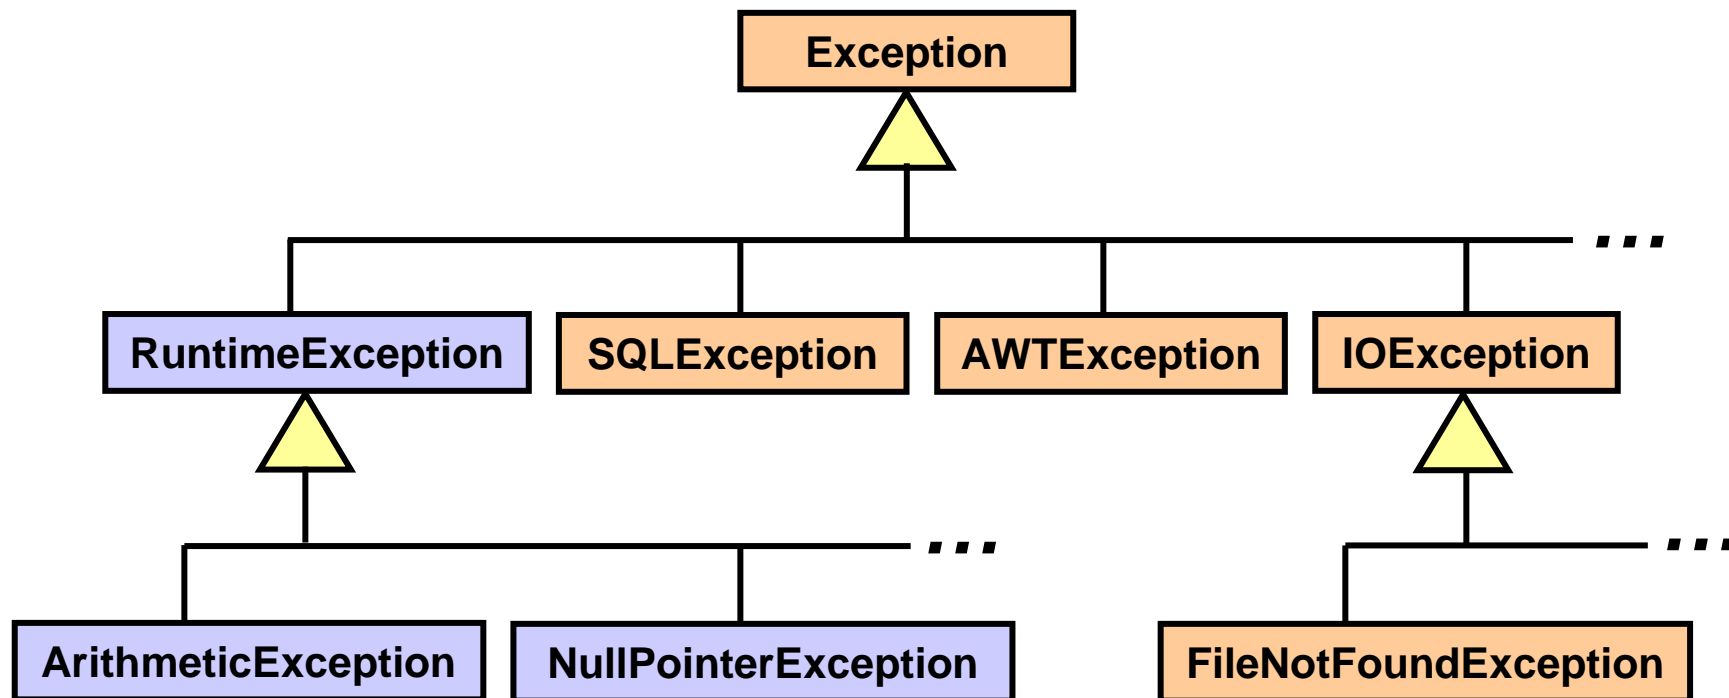 Exception
...
RuntimeException
SQLException
AWTException
IOException
...
...
ArithmeticException
NullPointerException
FileNotFoundException